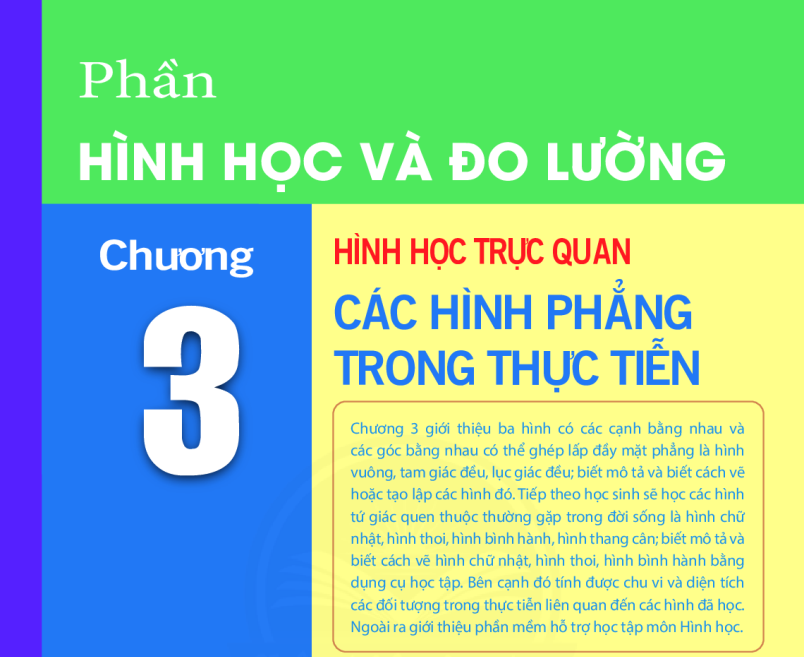 Phần
HÌNH HỌC VÀ ĐO LƯỜNG
Chương
3
HÌNH HỌC TRỰC QUAN
CÁC HÌNH PHẲNG
TRONG THỰC TIỄN
Chương 3 giới thiệu ba hình có các cạnh bằng nhau và
các góc bằng nhau có thể ghép lấp đầy mặt phẳng là hình
vuông, tam giác đều, lục giác đều; biết mô tả và biết cách vẽ
hoặc tạo lập các hình đó. Tiếp theo học sinh sẽ học các hình
tứ giác quen thuộc thường gặp trong đời sống là hình chữ
nhật, hình thoi, hình bình hành, hình thang cân; biết mô tả và
biết cách vẽ hình chữ nhật, hình thoi, hình bình hành bằng
dụng cụ học tập. Bên cạnh đó tính được chu vi và diện tích
các đối tượng trong thực tiễn liên quan đến các hình đã học.
Ngoài ra giới thiệu phần mềm hỗ trợ học tập môn Hình học.